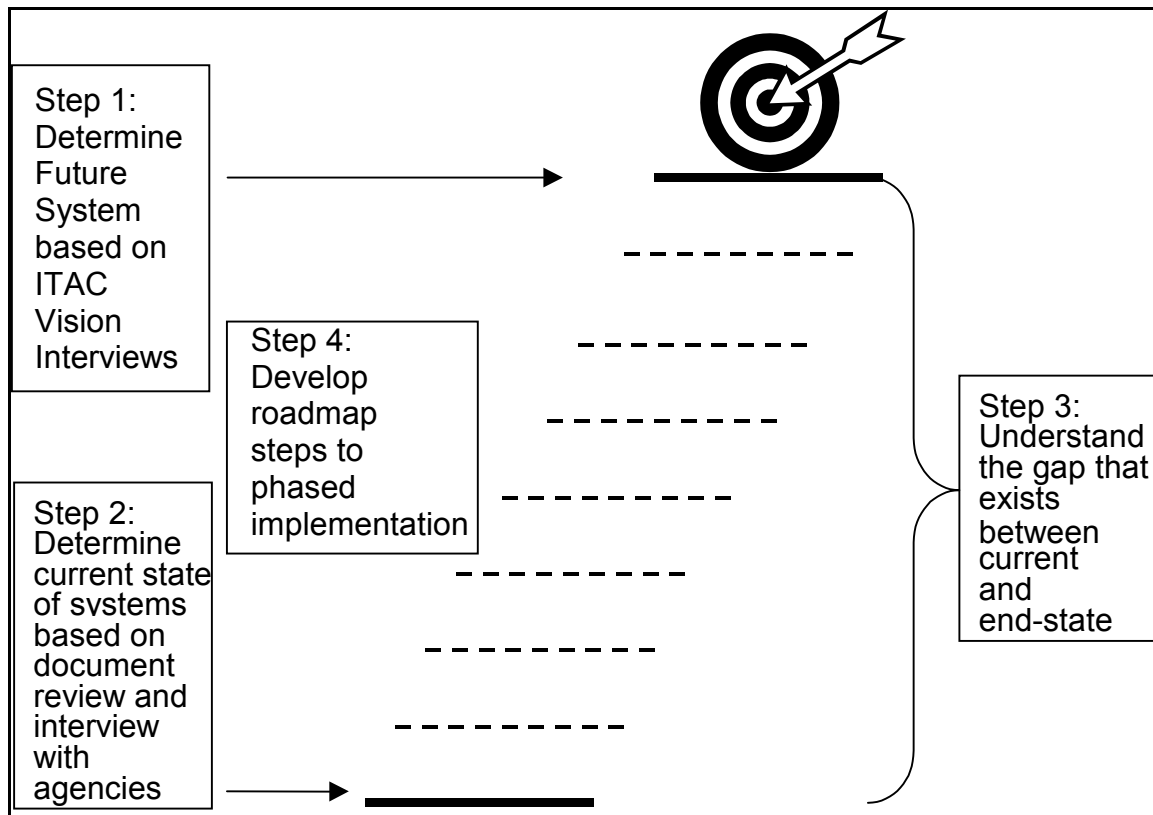 Step 1:
Determine
Future
System
based on
ITAC
Vision
Interviews
Step 2:
Determine
current state
of systems
based on
document
review and
interview
with
agencies
Step 4:
Develop
roadmap
steps to
phased
implementation
Step 3:
Understand
the gap that
exists
between
current
and
end-state